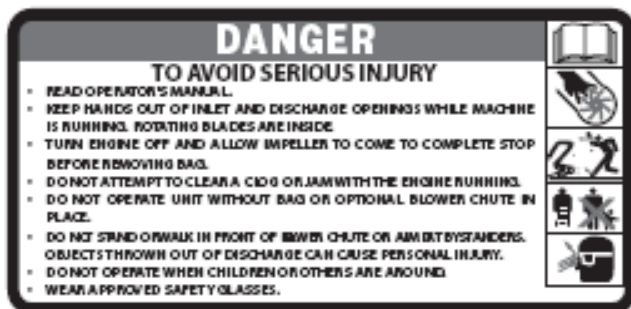 DANGER
TO AVOID SERIOUS INJURY
• READ OPERATOR'S MANUAL.
• KEEP HANDS OUT OF INLET AND DISCHARGE OPENINGS WHILE MACHINE
IS RUNNING. ROTATING BLADES ARE INSIDE
• TURN ENGINE OFF AND ALLOW IMPELLER TO COME TO COMPLETE STOP
BEFORE REMOVING BAG.
• DO NOT ATTEMPT TO CLEAR A CLOG OR JAM WITH THE ENGINE RUNNING.
• DO NOT OPERATE UNIT WITHOUT BAG OR OPTIONAL BLOWER CHUTE IN
PLACE.
• DO NOT STAND OR WALK IN FRONT OF CHUTE OR AIM AT BYSTANDERS.
OBJECTS THROWN OUT OF DISCHARGE CAN CAUSE PERSONAL INJURY.
• DO NOT OPERATE WHEN CHILDREN OR OTHERS ARE AROUND.
• WEAR APPROVED SAFETY GLASSES.